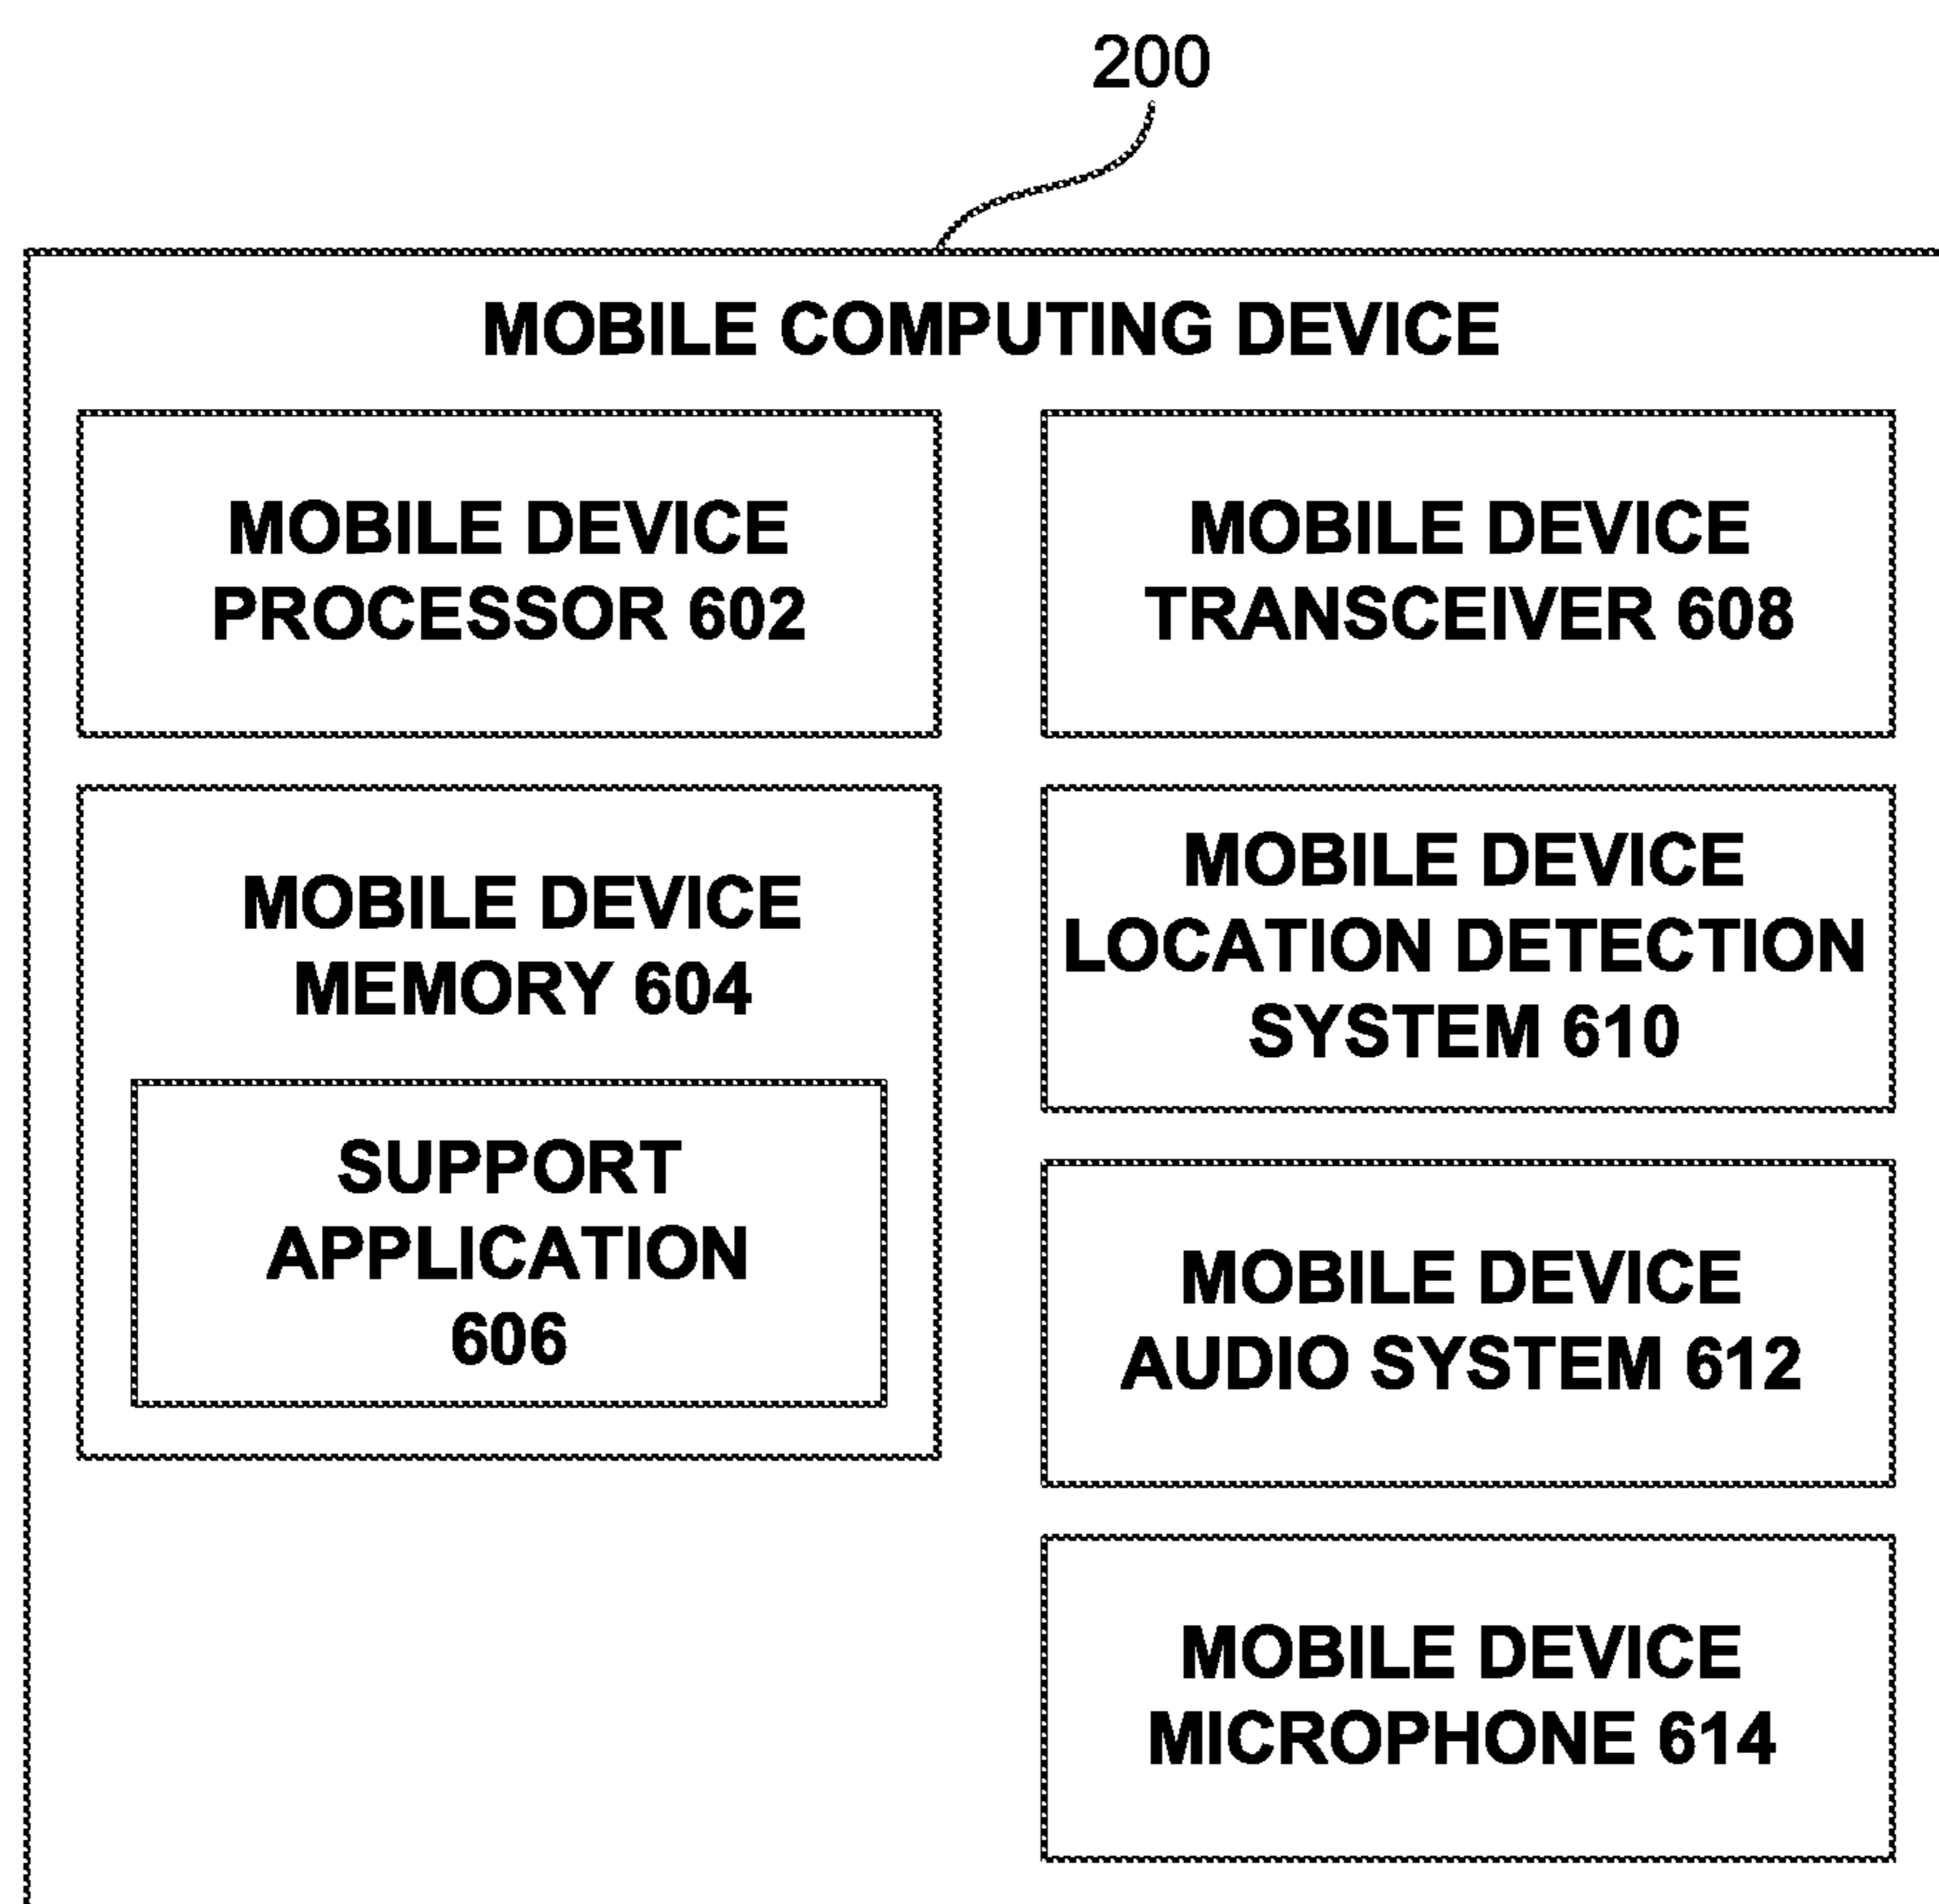 200
MOBILE COMPUTING DEVICE
MOBILE DEVICE
PROCESSOR 602
MOBILE DEVICE
MEMORY 604
SUPPORT
APPLICATION
606
MOBILE DEVICE
TRANSCEIVER 608
MOBILE DEVICE
LOCATION DETECTION
SYSTEM 610
MOBILE DEVICE
AUDIO SYSTEM 612
MOBILE DEVICE
MICROPHONE 614